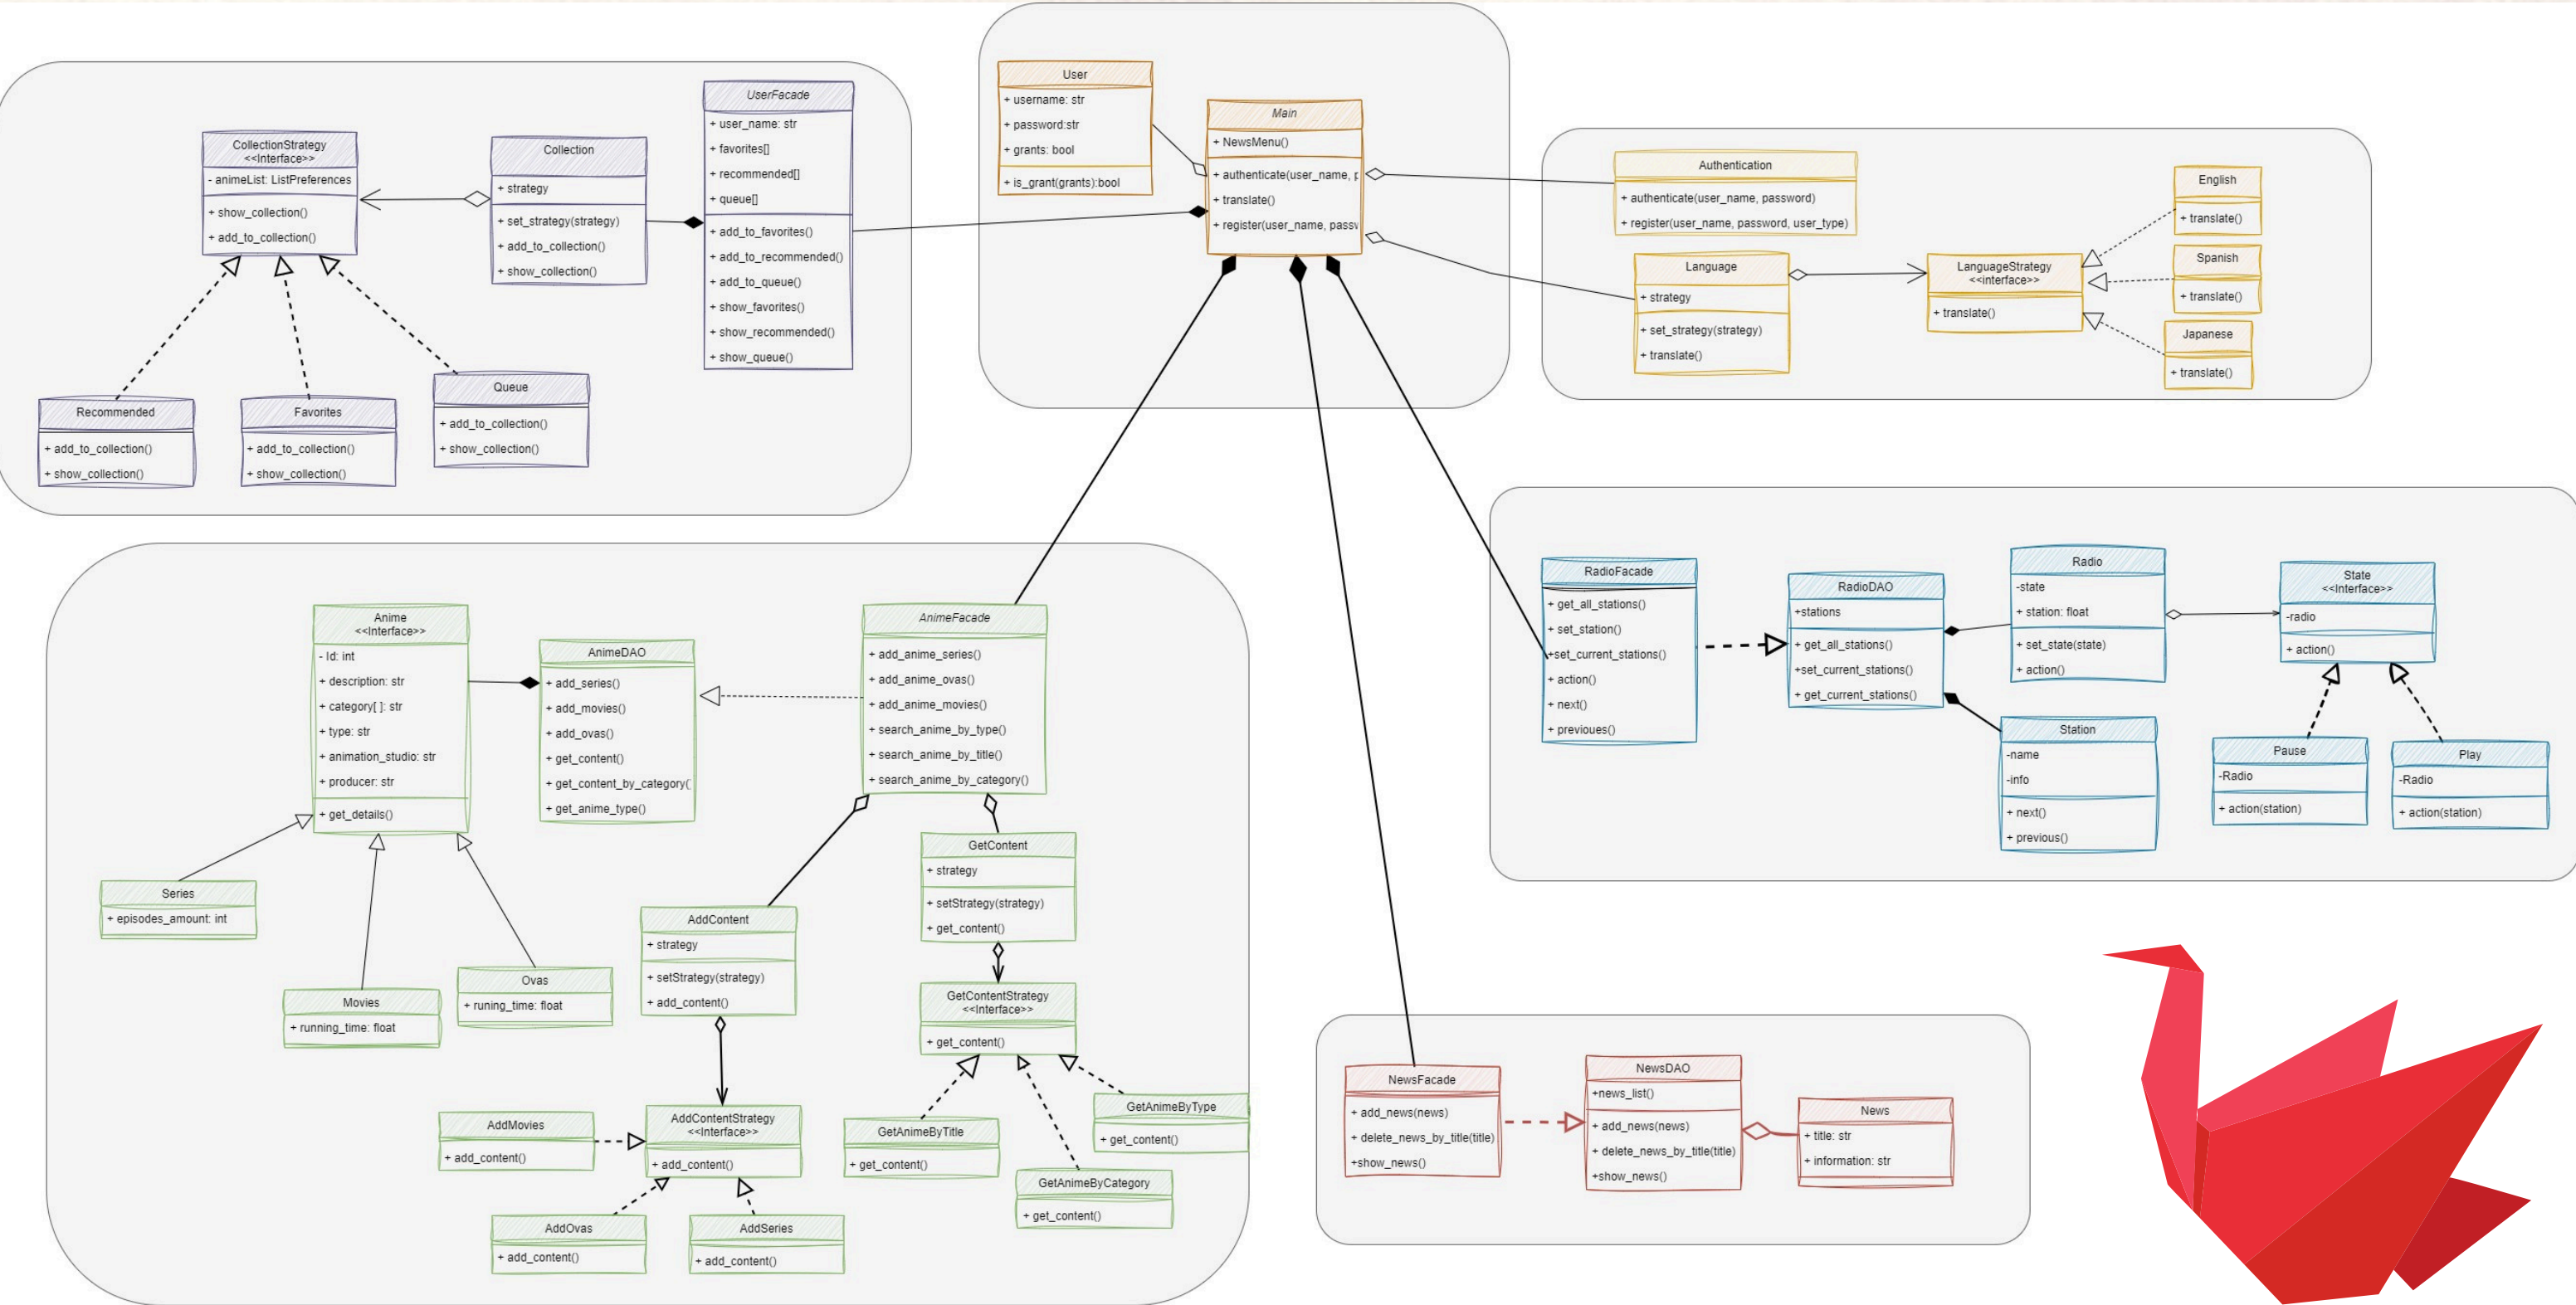 UserFacade
+ user_name: str
+ favorites[]
+ recommended[]
+ queue[]
+ add_to_favorites()
+ add_to_recommended()
+ add_to_queue()
+ show_favorites()
+ show_recommended()
+ show_queue()
Collection
+ strategy
+ set_strategy(strategy)
+ add_to_collection()
+ show_collection()
CollectionStrategy
<<Interface>>
- animeList: ListPreferences
+ show_collection()
+ add_to_collection()
Recommended
+ add_to_collection()
+ show_collection()
Favorites
+ add_to_collection()
+ show_collection()
Queue
+ add_to_collection()
+ show_collection()
User
+ username: str
+ password:str
+ grants: bool
+ is_grant(grants):bool
Main
+ NewsMenu()
+ authenticate(user_name, p
+ translate()
+ register(user_name, passw
Authentication
+ authenticate(user_name, password)
+ register(user_name, password, user_type)
Language
+ strategy
+ set_strategy(strategy)
+ translate()
LanguageStrategy
<<interface>>
+ translate()
English
+ translate()
Spanish
+ translate()
Japanese
+ translate()
Anime
<<Interface>>
- Id: int
+ description: str
+ category[ ]: str
+ type: str
+ animation_studio: str
+ producer: str
+ get_details()
AnimeDAO
+ add_series()
+ add_movies()
+ add_ovas()
+ get_content()
+ get_content_by_category(
+ get_anime_type()
AnimeFacade
+ add_anime_series()
+ add_anime_ovas()
+ add_anime_movies()
+ search_anime_by_type()
+ search_anime_by_title()
+ search_anime_by_category()
Series
+ episodes_amount: int
Movies
+ running_time: float
Ovas
+ runing_time: float
AddContent
+ strategy
+ setStrategy(strategy)
+ add_content()
GetContent
+ strategy
+ setStrategy(strategy)
+ get_content()
GetContentStrategy
<<Interface>>
+ get_content()
AddContentStrategy
<<Interface>>
+ add_content()
AddMovies
+ add_content()
AddOvas
+ add_content()
AddSeries
+ add_content()
GetAnimeByTitle
+ get_content()
GetAnimeByCategory
+ get_content()
GetAnimeByType
+ get_content()
RadioFacade
+ get_all_stations()
+ set_station()
+set_current_stations()
+ action()
+ next()
+ previoues()
RadioDAO
+stations
+ get_all_stations()
+set_current_stations()
+ get_current_stations()
Radio
-state
+ station: float
+ set_state(state)
+ action()
State
<<Interface>>
-radio
+ action()
Station
-name
-info
+ next()
+ previous()
Pause
-Radio
+ action(station)
Play
-Radio
+ action(station)
NewsFacade
+ add_news(news)
+ delete_news_by_title(title)
+show_news()
NewsDAO
+news_list()
+ add_news(news)
+ delete_news_by_title(title)
+show_news()
News
+ title: str
+ information: str